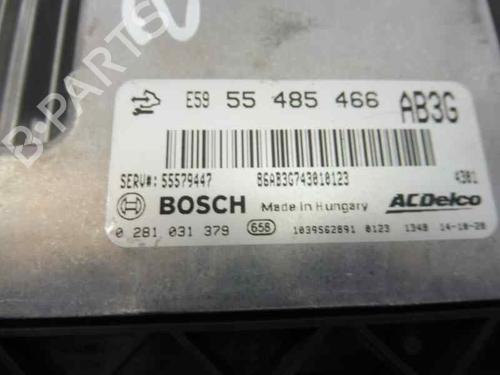 B-PARTS
E59 55 485 466 AB3G
SERV#: 55579447 86AB3G743010123 4301
BOSCH Made in Hungary ACDelco
0 281 031 379 658 1039S62891 0123 1348 14-10-28